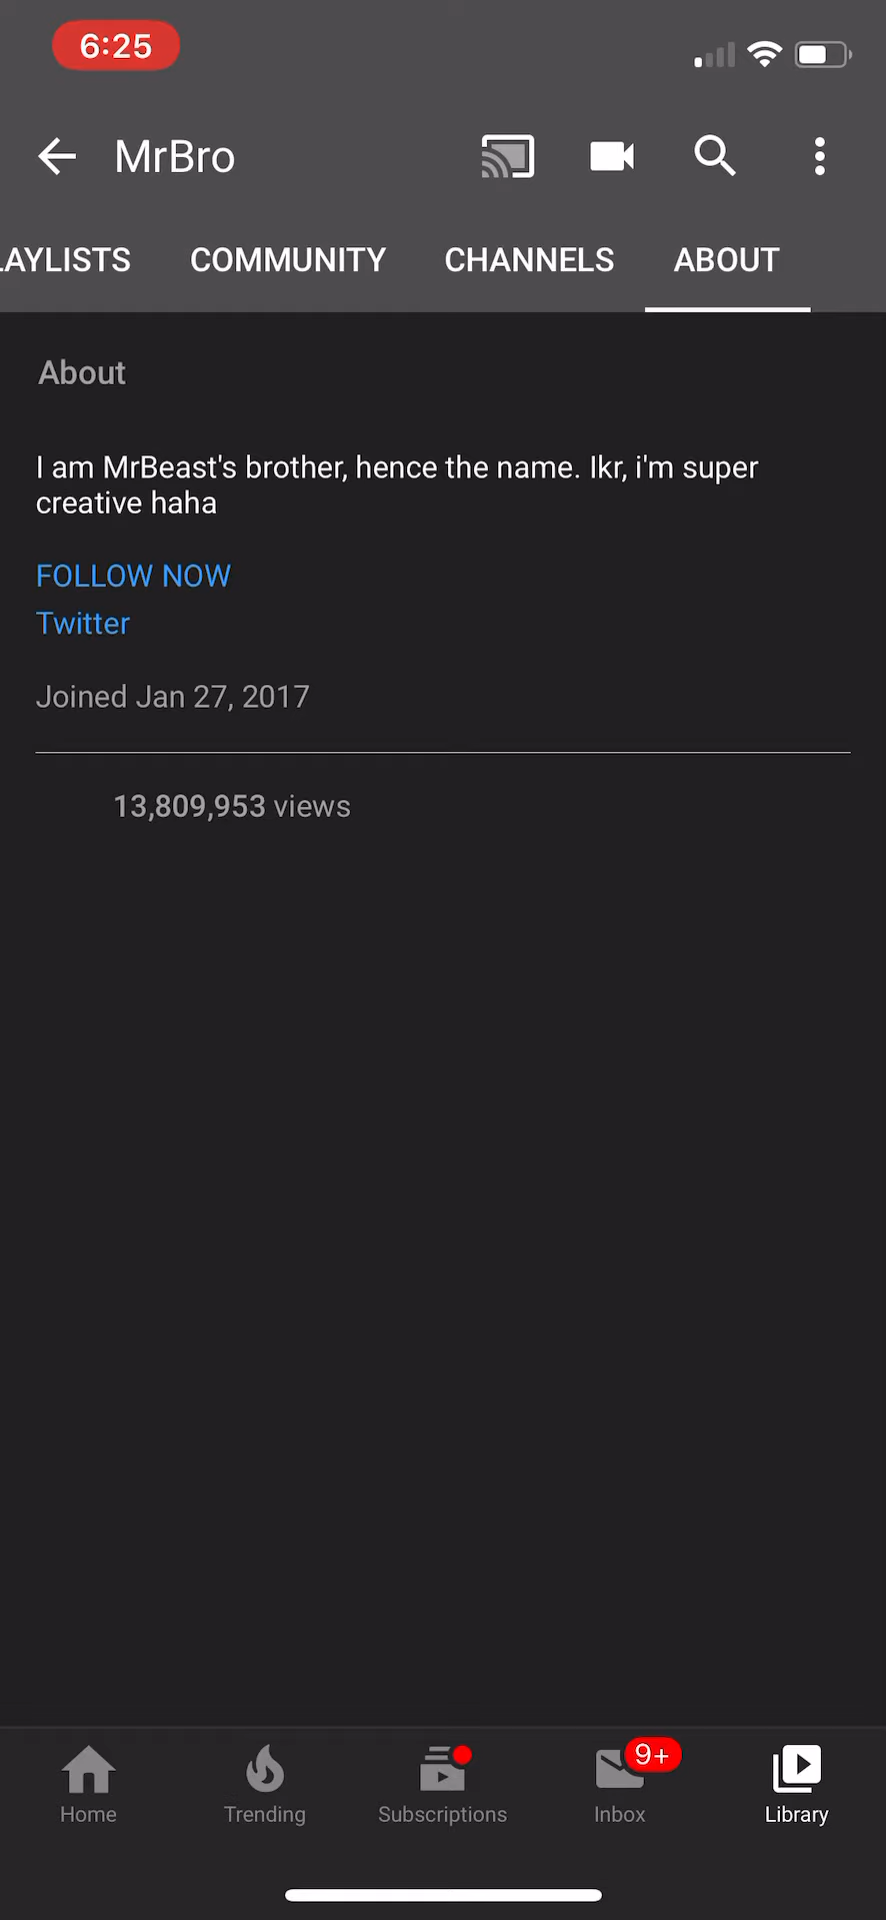 6:25
MrBro
LAYLISTS COMMUNITY CHANNELS ABOUT
About
I am MrBeast's brother, hence the name. Ikr, i'm super
creative haha
FOLLOW NOW
Twitter
Joined Jan 27, 2017
13,809,953 views
9+
Home Trending Subscriptions Inbox Library